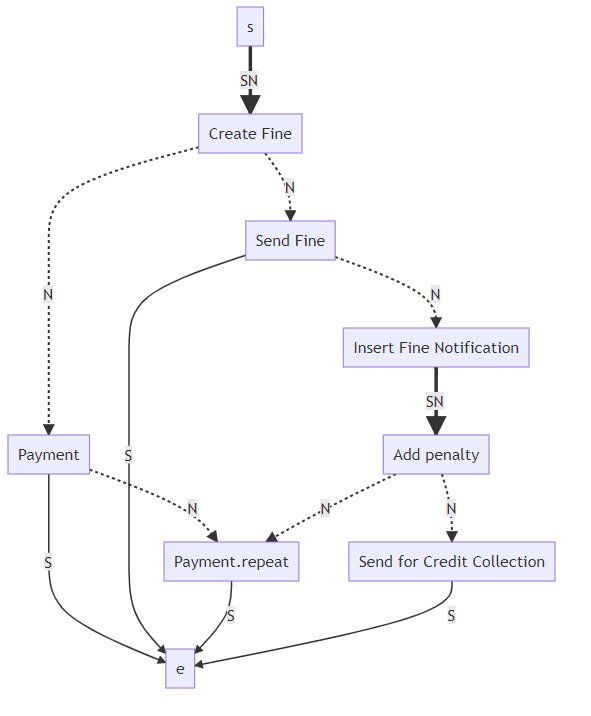 s
SN
Create Fine
N
Send Fine
N
N
Insert Fine Notification
SN
Payment
S
Add penalty
N
N
N
Payment.repeat
Send for Credit Collection
S
S
S
e